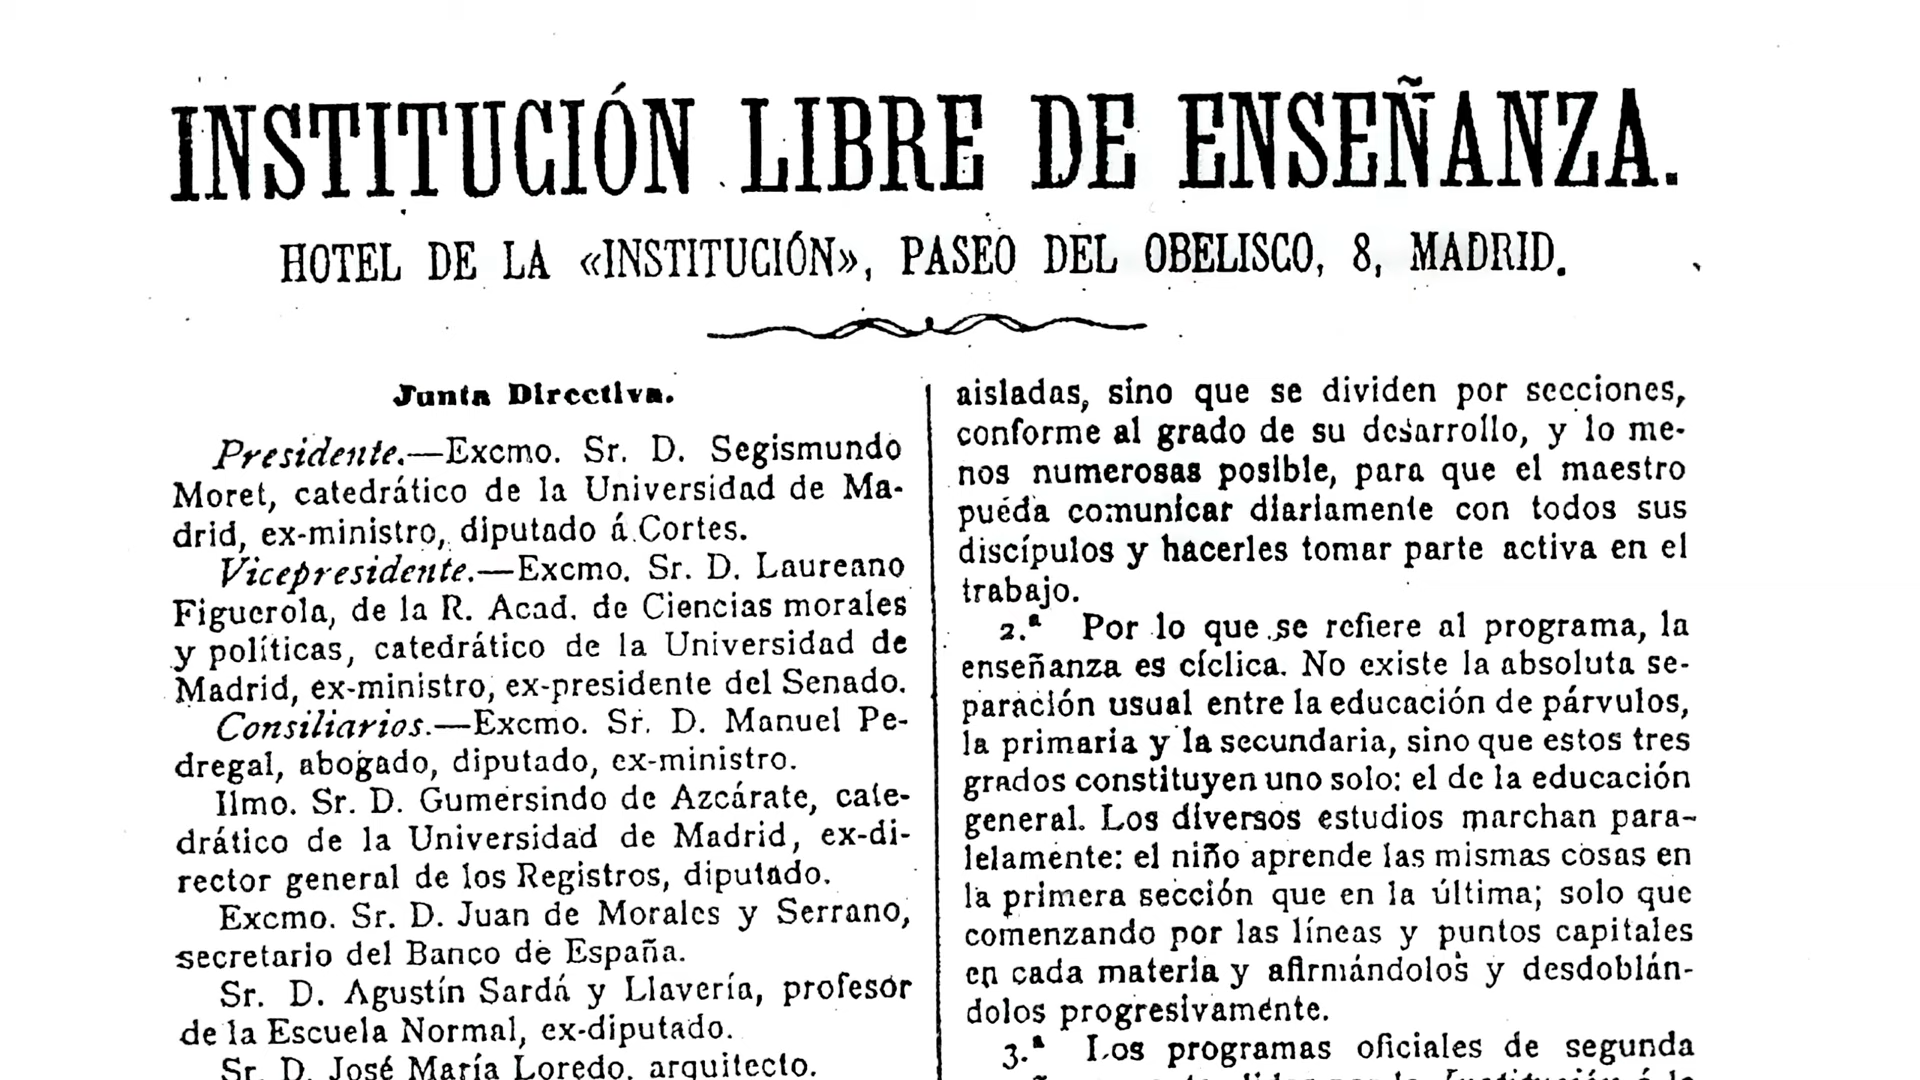 INSTITUCIÓN LIBRE DE ENSEÑANZA.
HOTEL DE LA «INSTITUCIÓN», PASEO DEL OBELISCO, 8, MADRID.
Junta Directiva.
Presidente.—Excmo. Sr. D. Segismundo
Moret, catedrático de la Universidad de Ma-
drid, ex-ministro, diputado á Cortes.
Vicepresidente.—Excmo. Sr. D. Laureano
Figuerola, de la R. Acad. de Ciencias morales
y políticas, catedrático de la Universidad de
Madrid, ex-ministro, ex-presidente del Senado.
Consiliarios.—Excmo. Sr. D. Manuel Pe-
dregal, abogado, diputado, ex-ministro.
Ilmo. Sr. D. Gumersindo de Azcárate, cate-
drático de la Universidad de Madrid, ex-di-
rector general de los Registros, diputado.
Excmo. Sr. D. Juan de Morales y Serrano,
secretario del Banco de España.
Sr. D. Agustín Sardá y Llavería, profesor
de la Escuela Normal, ex-diputado.
Sr. D. José María Loredo, arquitecto.
aisladas, sino que se dividen por secciones,
conforme al grado de su desarrollo, y lo me-
nos numerosas posible, para que el maestro
puéda comunicar diariamente con todos sus
discípulos y hacerles tomar parte activa en el
trabajo.
2.ª Por lo que se refiere al programa, la
enseñanza es cíclica. No existe la absoluta se-
paración usual entre la educación de párvulos,
la primaria y la secundaria, sino que estos tres
grados constituyen uno solo: el de la educación
general. Los diversos estudios marchan para-
lelamente: el niño aprende las mismas cosas en
la primera sección que en la última; solo que
comenzando por las líneas y puntos capitales
en cada materia y afirmándolos y desdoblán-
dolos progresivamente.
3.ª Los programas oficiales de segunda